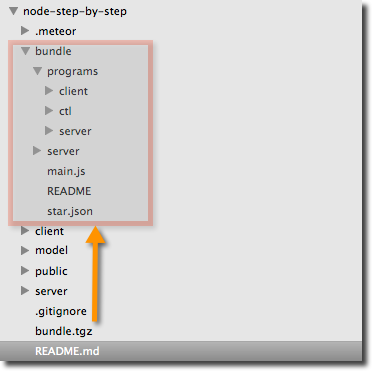 node-step-by-step
.meteor
bundle
programs
client
ctl
server
server
main.js
README
star.json
client
model
public
server
.gitignore
bundle.tgz
README.md